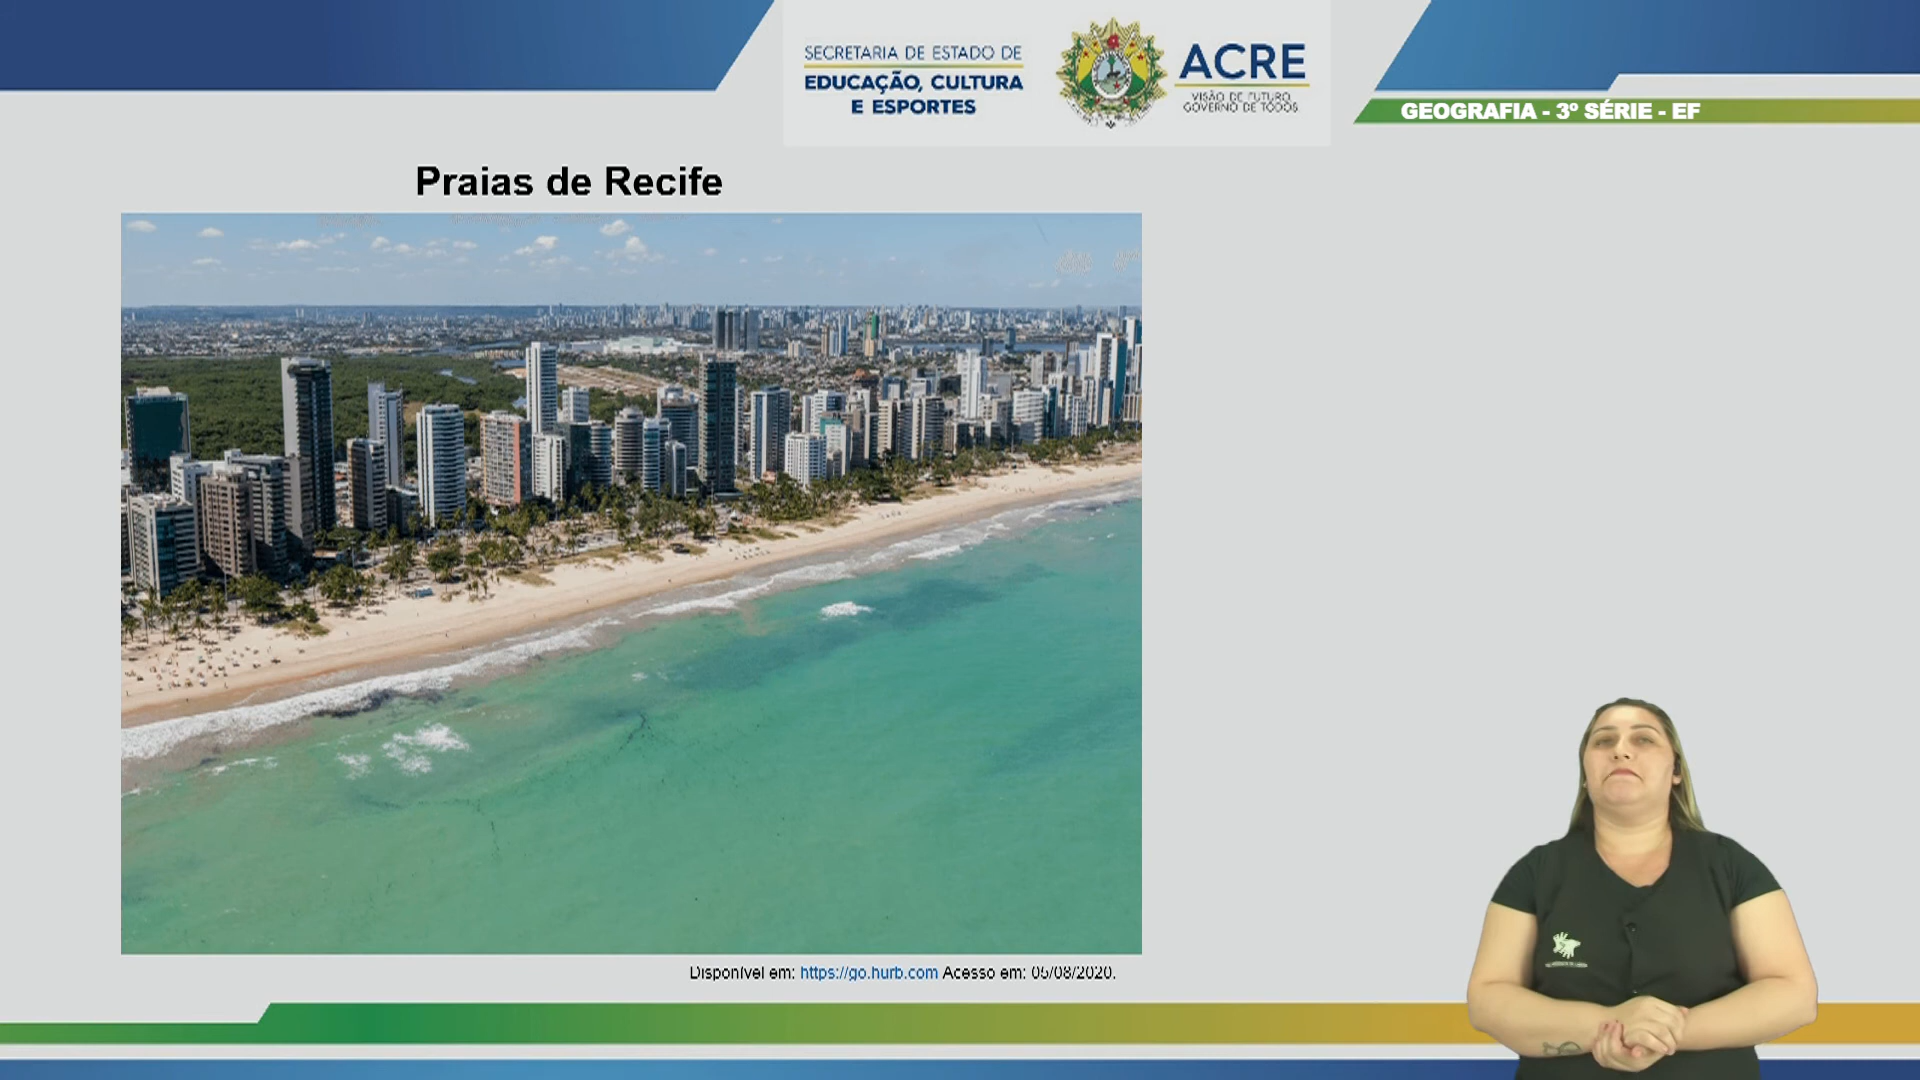 SECRETARIA DE ESTADO DE
EDUCAÇÃO, CULTURA
E ESPORTES
ACRE
VISÃO DE FUTURO,
GOVERNO DE TODOS
GEOGRAFIA - 3º SÉRIE - EF
Praias de Recife
Disponível em: https://go.hurb.com Acesso em: 05/08/2020.